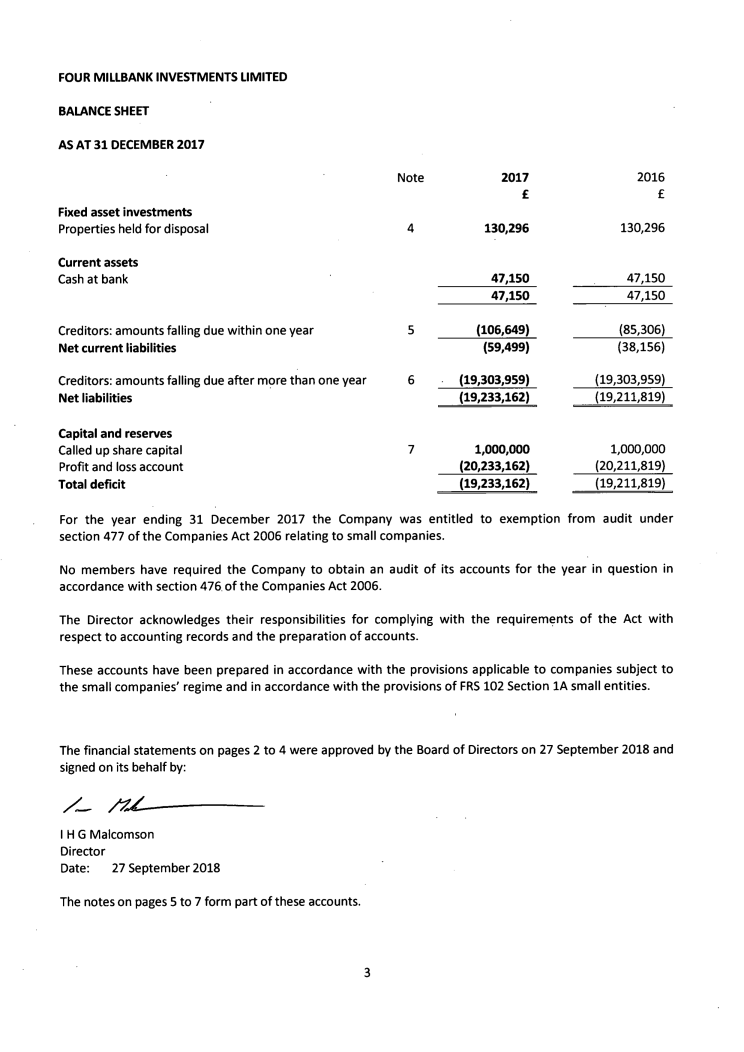 FOUR MILLBANK INVESTMENTS LIMITED
BALANCE SHEET
AS AT 31 DECEMBER 2017
Note 2017 2016
£ £
Fixed asset investments
Properties held for disposal 4 130,296 130,296
Current assets
Cash at bank 47,150 47,150
47,150 47,150
Creditors: amounts falling due within one year 5 (106,649) (85,306)
Net current liabilities (59,499) (38,156)
Creditors: amounts falling due after more than one year 6 (19,303,959) (19,303,959)
Net liabilities (19,233,162) (19,211,819)
Capital and reserves
Called up share capital 7 1,000,000 1,000,000
Profit and loss account (20,233,162) (20,211,819)
Total deficit (19,233,162) (19,211,819)
For the year ending 31 December 2017 the Company was entitled to exemption from audit under
section 477 of the Companies Act 2006 relating to small companies.
No members have required the Company to obtain an audit of its accounts for the year in question in
accordance with section 476 of the Companies Act 2006.
The Director acknowledges their responsibilities for complying with the requirements of the Act with
respect to accounting records and the preparation of accounts.
These accounts have been prepared in accordance with the provisions applicable to companies subject to
the small companies' regime and in accordance with the provisions of FRS 102 Section 1A small entities.
The financial statements on pages 2 to 4 were approved by the Board of Directors on 27 September 2018 and
signed on its behalf by:
I H G Malcomson
Director
Date: 27 September 2018
The notes on pages 5 to 7 form part of these accounts.
3